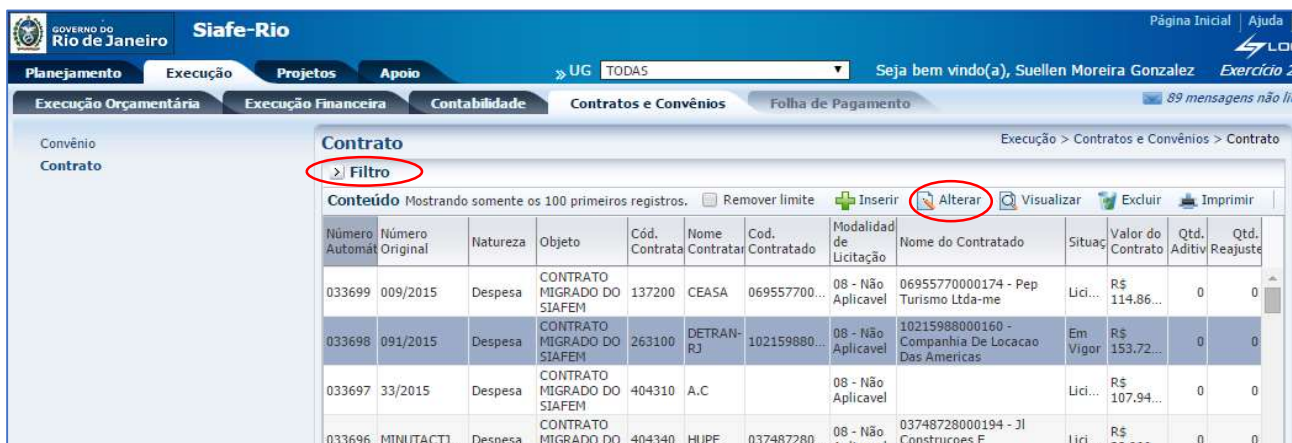 GOVERNO DO
Rio de Janeiro
Siafe-Rio
Página Inicial | Ajuda
Planejamento Execução Projetos Apoio » UG TODAS Seja bem vindo(a), Suellen Moreira Gonzalez Exercício
Execução Orçamentária Execução Financeira Contabilidade Contratos e Convênios Folha de Pagamento 89 mensagens não
Convênio
Contrato
Contrato Execução > Contratos e Convênios > Contrato
Filtro
Conteúdo Mostrando somente os 100 primeiros registros. Remover limite Inserir Alterar Visualizar Excluir Imprimir
Número Automát Número Original Natureza Objeto Cód. Contrata Nome Contratan Cod. Contratado Modalidad de Licitação Nome do Contratado Situaç Valor do Contrato Qtd. Aditiv Qtd. Reajuste
033699 009/2015 Despesa CONTRATO MIGRADO DO SIAFEM 137200 CEASA 069557700... 08 - Não Aplicavel 06955770000174 - Pep Turismo Ltda-me Lici... R$ 114.86... 0 0
033698 091/2015 Despesa CONTRATO MIGRADO DO SIAFEM 263100 DETRAN-RJ 102159880... 08 - Não Aplicavel 10215988000160 - Companhia De Locacao Das Americas Em Vigor R$ 153.72... 0 0
033697 33/2015 Despesa CONTRATO MIGRADO DO SIAFEM 404310 A.C 08 - Não Aplicavel Lici... R$ 107.94... 0 0
033696 MINUTACT1 Despesa CONTRATO MIGRADO DO 404340 HUPE 037487280 08 - Não 03748728000194 - Jl Construcoes E Lici R$ 0 0